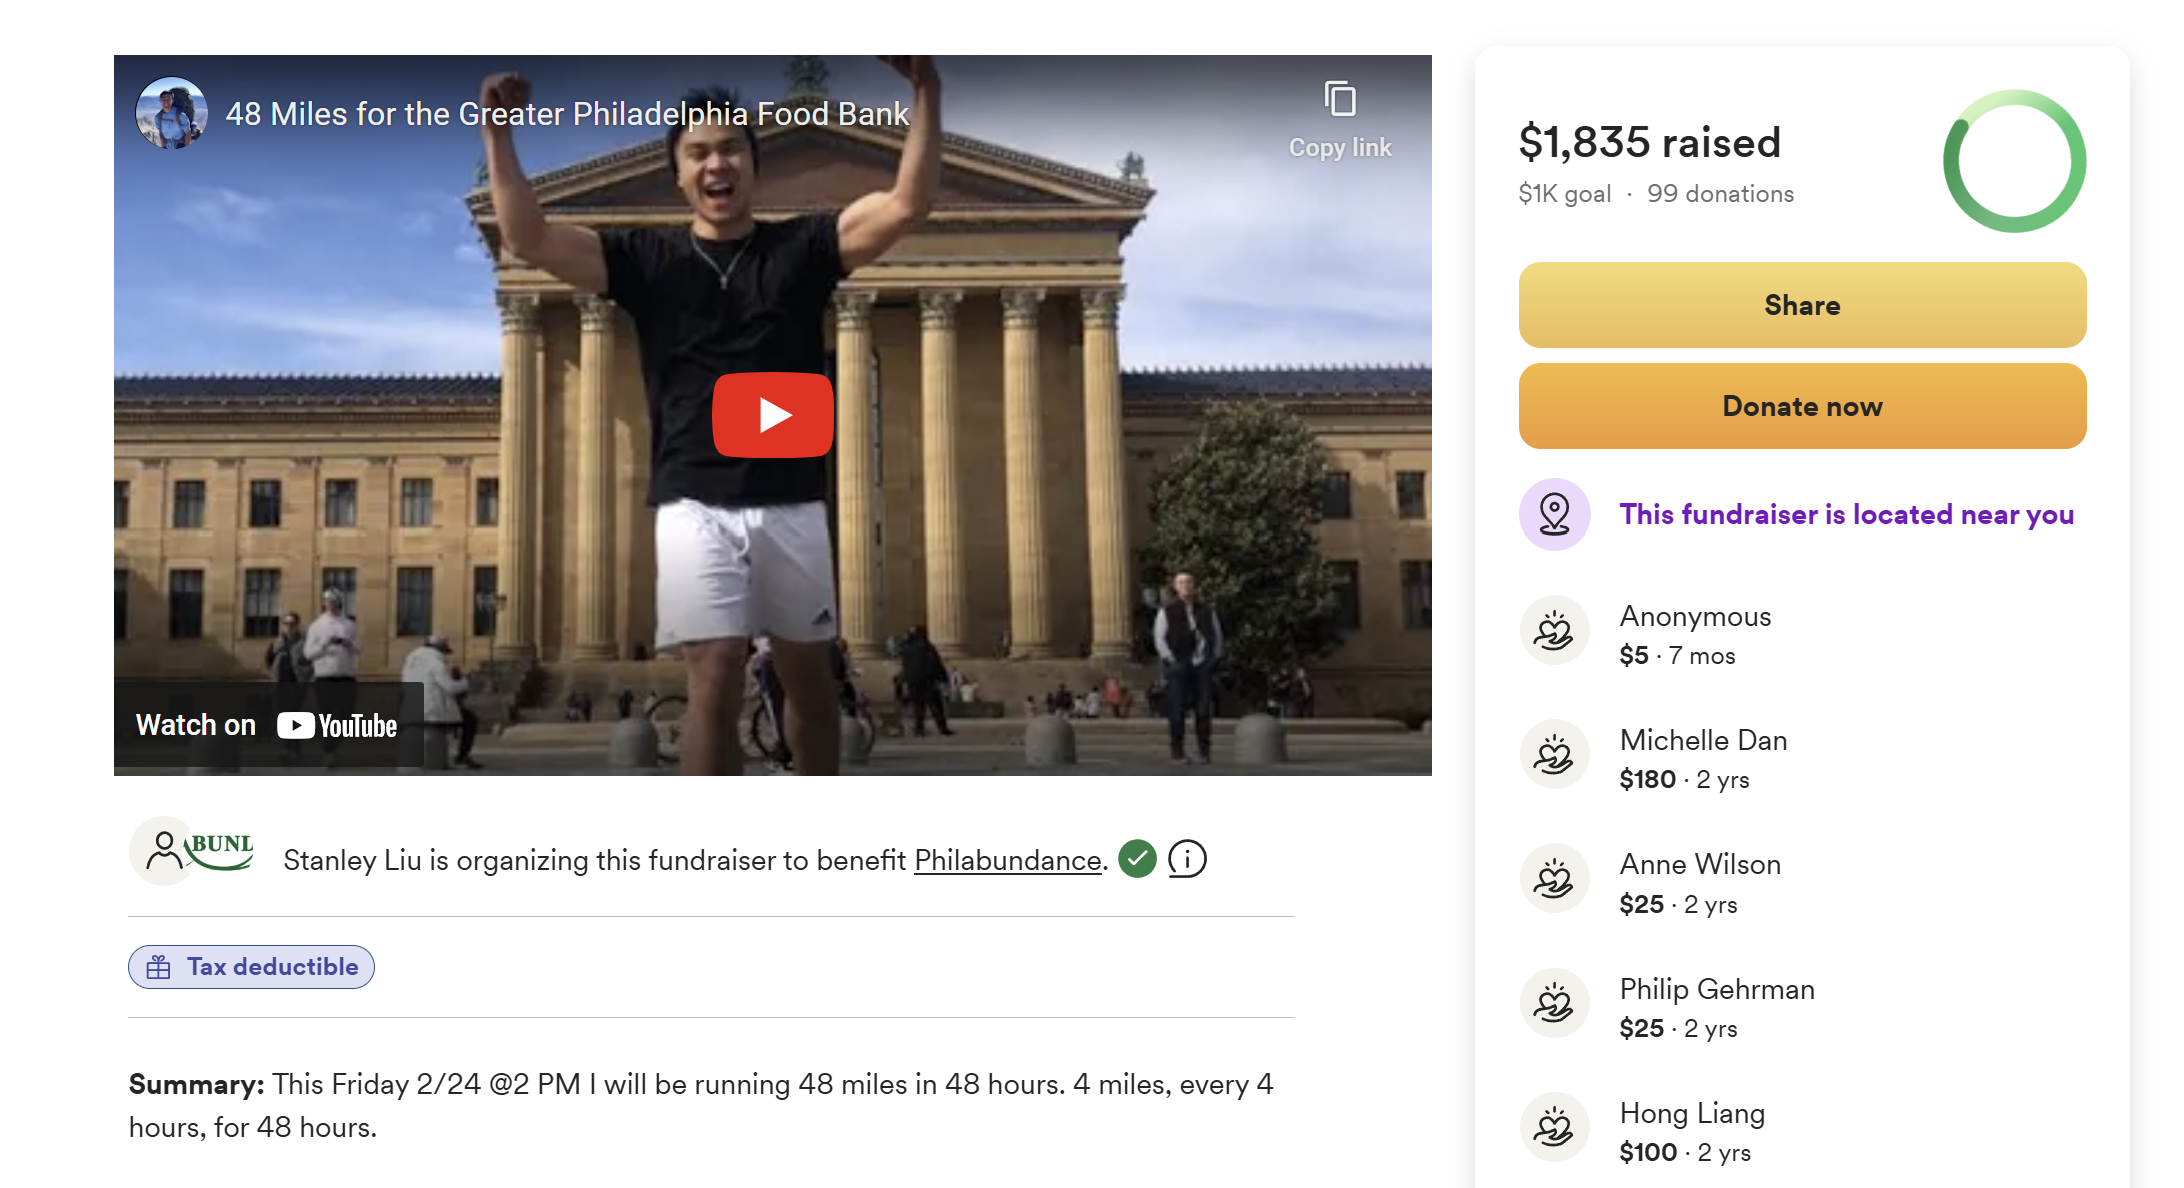 48 Miles for the Greater Philadelphia Food Bank
Copy link
Watch on YouTube
BUNL
Stanley Liu is organizing this fundraiser to benefit Philabundance.
Tax deductible
Summary: This Friday 2/24 @2 PM I will be running 48 miles in 48 hours. 4 miles, every 4
hours, for 48 hours.
$1,835 raised
$1K goal · 99 donations
Share
Donate now
This fundraiser is located near you
Anonymous
$5 · 7 mos
Michelle Dan
$180 · 2 yrs
Anne Wilson
$25 · 2 yrs
Philip Gehrman
$25 · 2 yrs
Hong Liang
$100 · 2 yrs